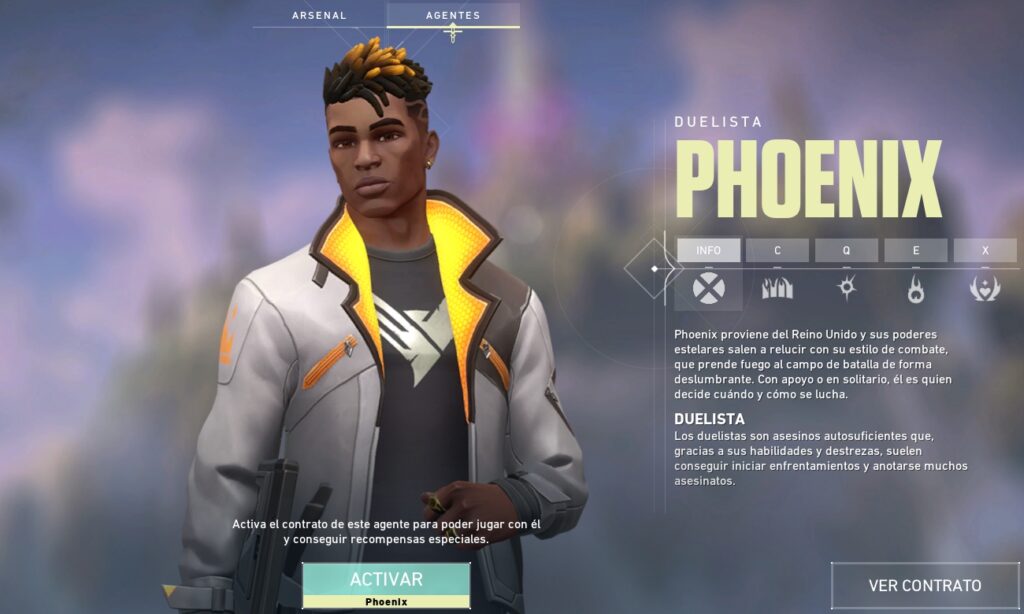 ARSENAL
AGENTES
DUELISTA
PHOENIX
INFO
C
Q
E
X
Phoenix proviene del Reino Unido y sus poderes
estelares salen a relucir con su estilo de combate,
que prende fuego al campo de batalla de forma
deslumbrante. Con apoyo o en solitario, él es quien
decide cuándo y cómo se lucha.
DUELISTA
Los duelistas son asesinos autosuficientes que,
gracias a sus habilidades y destrezas, suelen
conseguir iniciar enfrentamientos y anotarse muchos
asesinatos.
Activa el contrato de este agente para poder jugar con él
y conseguir recompensas especiales.
ACTIVAR
Phoenix
VER CONTRATO